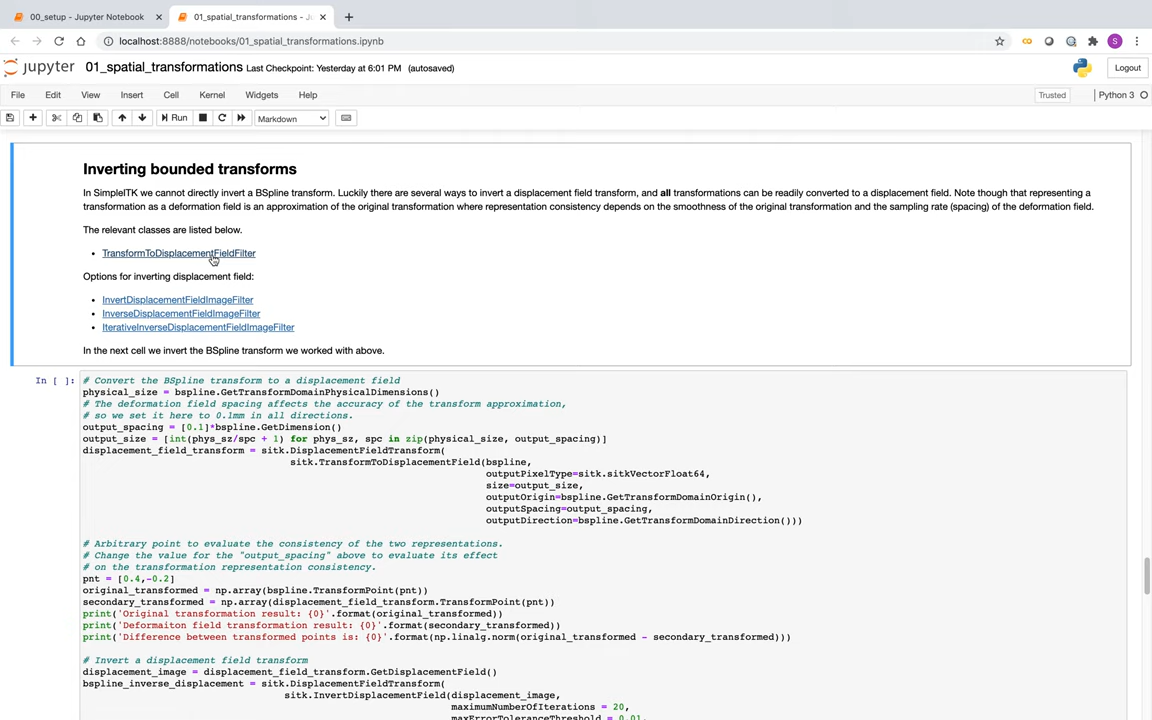 00_setup - Jupyter Notebook
01_spatial_transformations - J
localhost:8888/notebooks/01_spatial_transformations.ipynb
S
jupyter 01_spatial_transformations Last Checkpoint: Yesterday at 6:01 PM (autosaved)
Logout
File Edit View Insert Cell Kernel Widgets Help
Trusted Python 3
Run Markdown
Inverting bounded transforms
In SimpleITK we cannot directly invert a BSpline transform. Luckily there are several ways to invert a displacement field transform, and all transformations can be readily converted to a displacement field. Note though that representing a
transformation as a deformation field is an approximation of the original transformation where representation consistency depends on the smoothness of the original transformation and the sampling rate (spacing) of the deformation field.
The relevant classes are listed below.
• TransformToDisplacementFieldFilter
Options for inverting displacement field:
• InvertDisplacementFieldImageFilter
• InverseDisplacementFieldImageFilter
• IterativeInverseDisplacementFieldImageFilter
In the next cell we invert the BSpline transform we worked with above.
In [ ]: # Convert the BSpline transform to a displacement field
physical_size = bspline.GetTransformDomainPhysicalDimensions()
# The deformation field spacing affects the accuracy of the transform approximation,
# so we set it here to 0.1mm in all directions.
output_spacing = [0.1]*bspline.GetDimension()
output_size = [int(phys_sz/spc + 1) for phys_sz, spc in zip(physical_size, output_spacing)]
displacement_field_transform = sitk.DisplacementFieldTransform(
sitk.TransformToDisplacementField(bspline,
outputPixelType=sitk.sitkVectorFloat64,
size=output_size,
outputOrigin=bspline.GetTransformDomainOrigin(),
outputSpacing=output_spacing,
outputDirection=bspline.GetTransformDomainDirection()))
# Arbitrary point to evaluate the consistency of the two representations.
# Change the value for the "output_spacing" above to evaluate its effect
# on the transformation representation consistency.
pnt = [0.4,-0.2]
original_transformed = np.array(bspline.TransformPoint(pnt))
secondary_transformed = np.array(displacement_field_transform.TransformPoint(pnt))
print('Original transformation result: {0}'.format(original_transformed))
print('Deformaiton field transformation result: {0}'.format(secondary_transformed))
print('Difference between transformed points is: {0}'.format(np.linalg.norm(original_transformed - secondary_transformed)))
# Invert a displacement field transform
displacement_image = displacement_field_transform.GetDisplacementField()
bspline_inverse_displacement = sitk.DisplacementFieldTransform(
sitk.InvertDisplacementField(displacement_image,
maximumNumberOfIterations = 20,
maxErrorToleranceThreshold = 0.01,